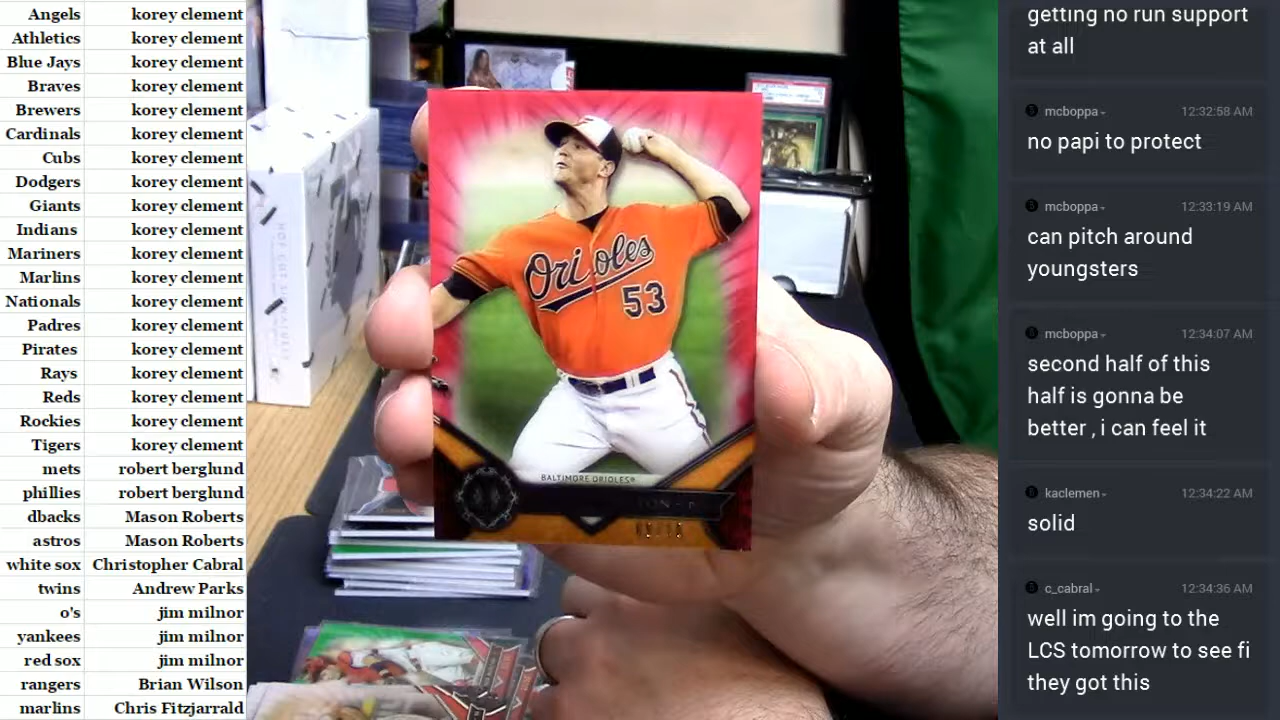 Angels korey clement
Athletics korey clement
Blue Jays korey clement
Braves korey clement
Brewers korey clement
Cardinals korey clement
Cubs korey clement
Dodgers korey clement
Giants korey clement
Indians korey clement
Mariners korey clement
Marlins korey clement
Nationals korey clement
Padres korey clement
Pirates korey clement
Rays korey clement
Reds korey clement
Rockies korey clement
Tigers korey clement
mets robert berglund
phillies robert berglund
dbacks Mason Roberts
astros Mason Roberts
white sox Christopher Cabral
twins Andrew Parks
o's jim milnor
yankees jim milnor
red sox jim milnor
rangers Brian Wilson
marlins Chris Fitzjarrald
Orioles
53
BALTIMORE ORIOLES®
getting no run support
at all
mcboppa 12:32:58 AM
no papi to protect
mcboppa 12:33:19 AM
can pitch around
youngsters
mcboppa 12:34:07 AM
second half of this
half is gonna be
better , i can feel it
kaclemen 12:34:22 AM
solid
c_cabral 12:34:36 AM
well im going to the
LCS tomorrow to see fi
they got this